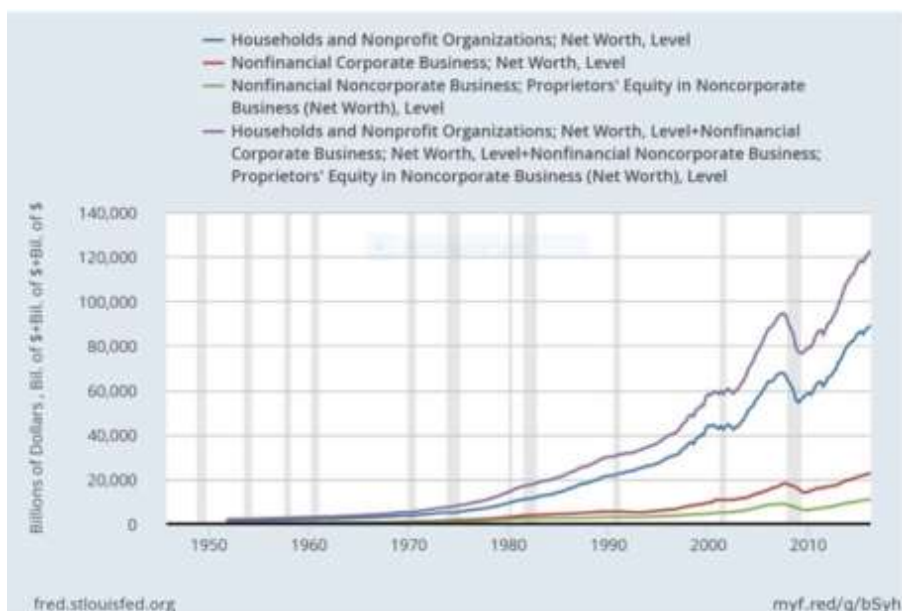 Households and Nonprofit Organizations; Net Worth, Level
Nonfinancial Corporate Business; Net Worth, Level
Nonfinancial Noncorporate Business; Proprietors' Equity in Noncorporate
Business (Net Worth), Level
Households and Nonprofit Organizations; Net Worth, Level+Nonfinancial
Corporate Business; Net Worth, Level+Nonfinancial Noncorporate Business;
Proprietors' Equity in Noncorporate Business (Net Worth), Level
Billions of Dollars , Bil. of $+Bil. of $+Bil. of $
140,000
120,000
100,000
80,000
60,000
40,000
20,000
0
1950 1960 1970 1980 1990 2000 2010
fred.stlouisfed.org
myf.red/g/bSyh